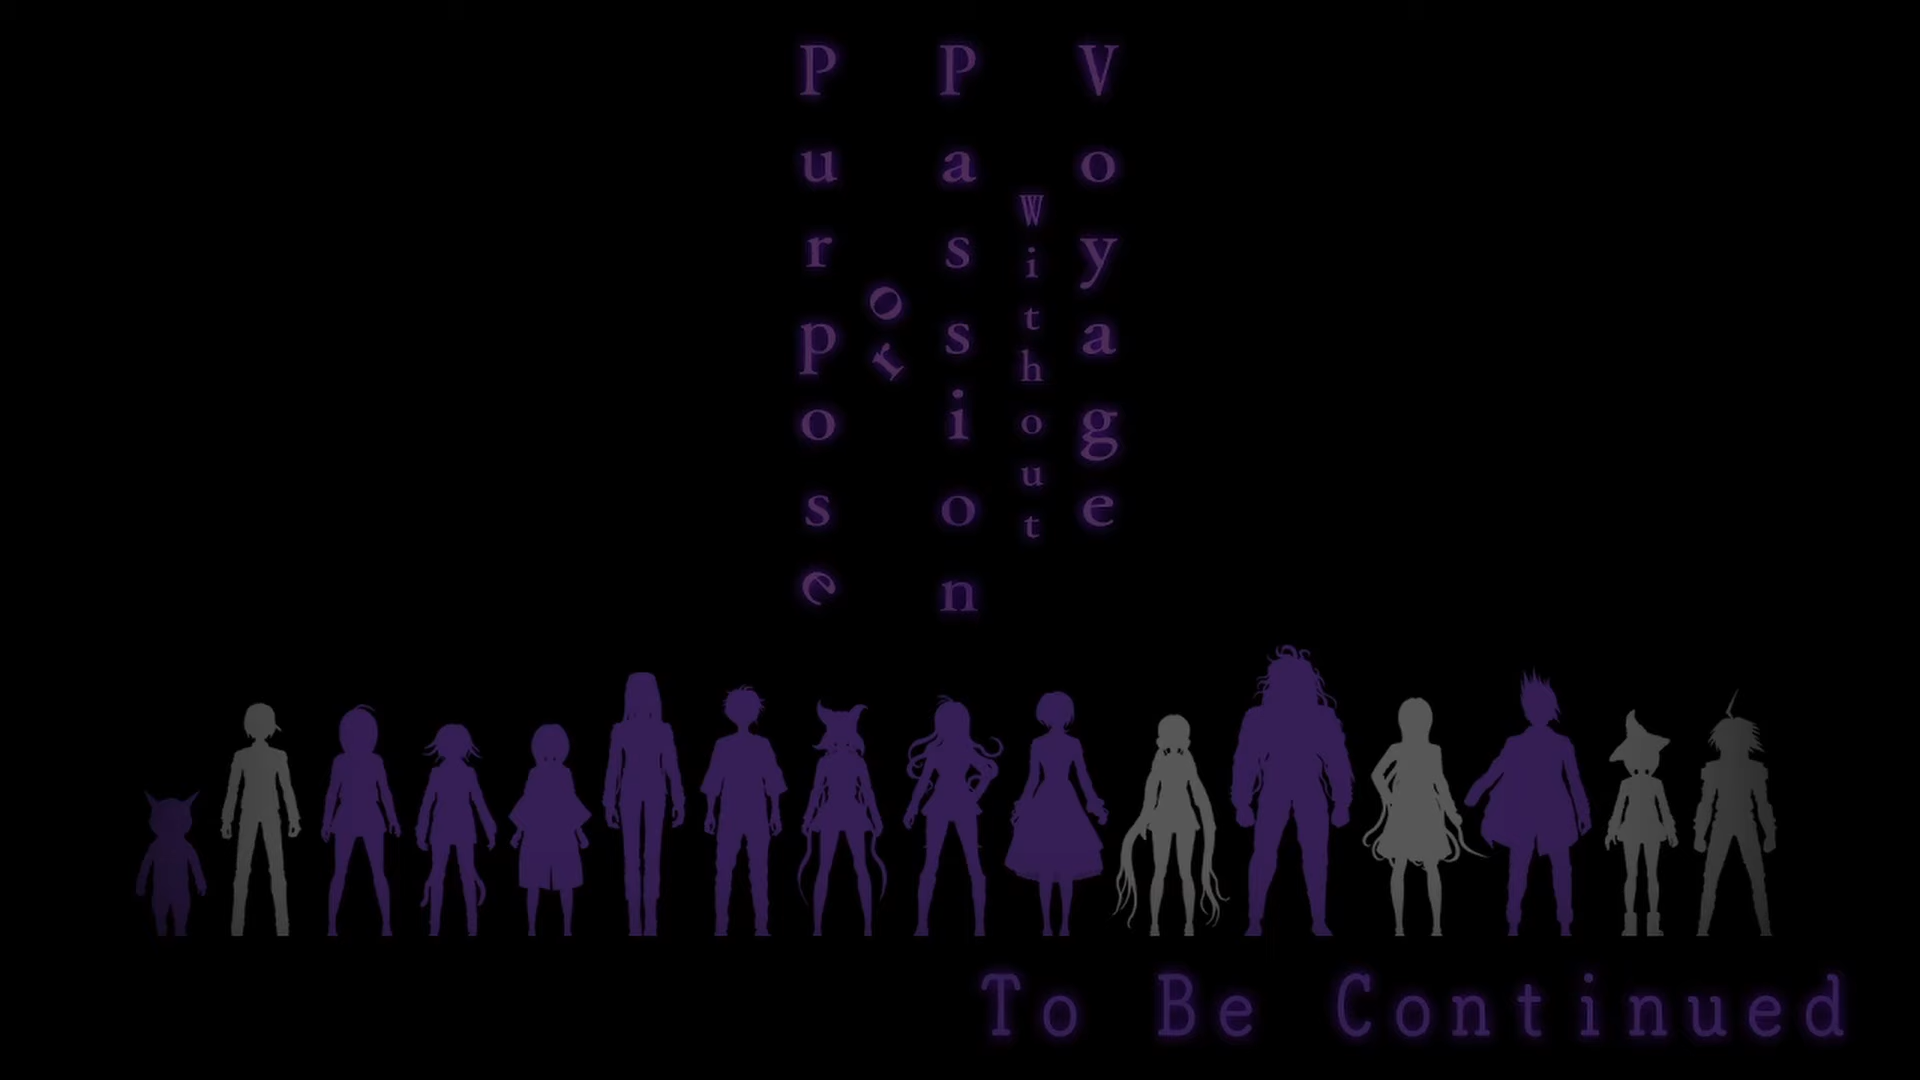 Voyage
Without
Passion
or
Purpose
To Be Continued